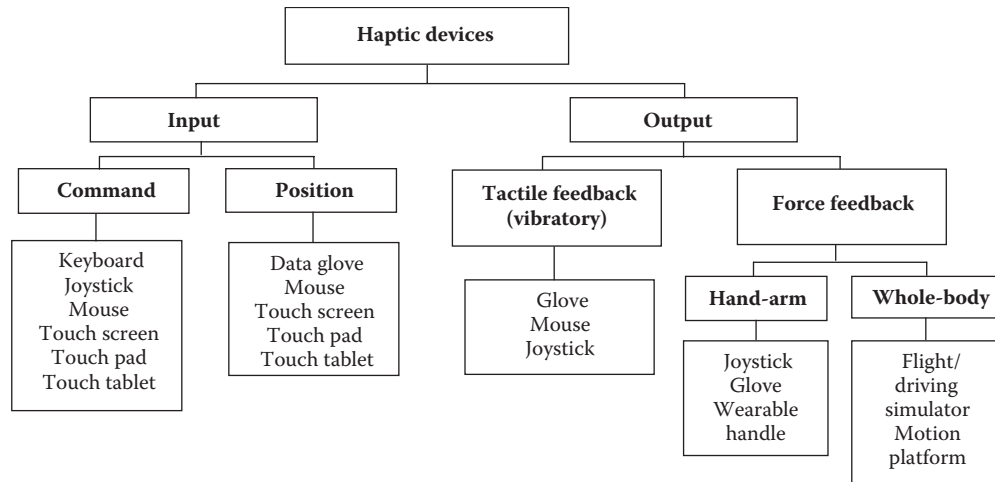 Haptic devices
Input
Output
Command
Position
Tactile feedback
(vibratory)
Force feedback
Keyboard
Joystick
Mouse
Touch screen
Touch pad
Touch tablet
Data glove
Mouse
Touch screen
Touch pad
Touch tablet
Glove
Mouse
Joystick
Hand-arm
Whole-body
Joystick
Glove
Wearable
handle
Flight/
driving
simulator
Motion
platform